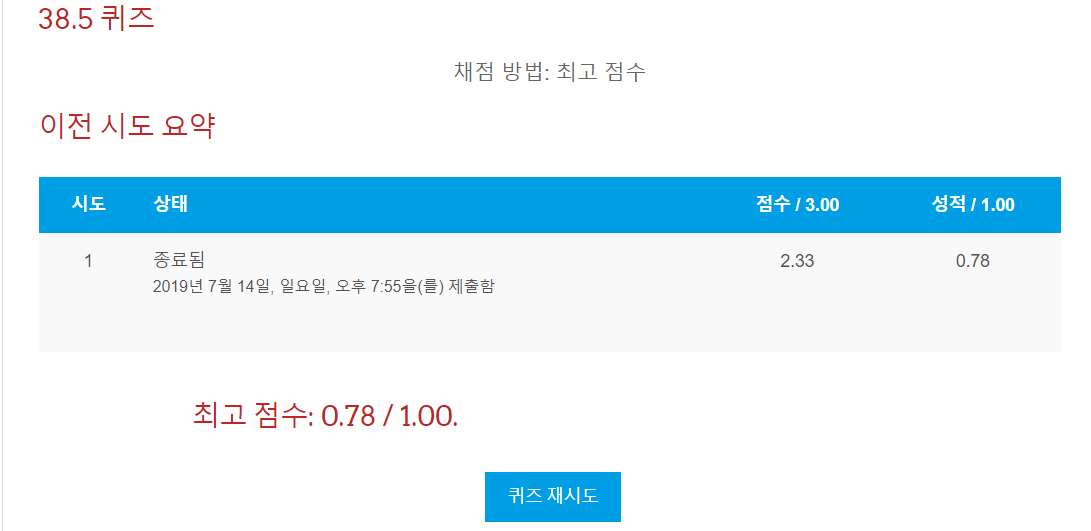 38.5 퀴즈
채점 방법: 최고 점수
이전 시도 요약
시도 상태 점수 / 3.00 성적 / 1.00
1 종료됨 2.33 0.78
2019년 7월 14일, 일요일, 오후 7:55을(를) 제출함
최고 점수: 0.78 / 1.00.
퀴즈 재시도